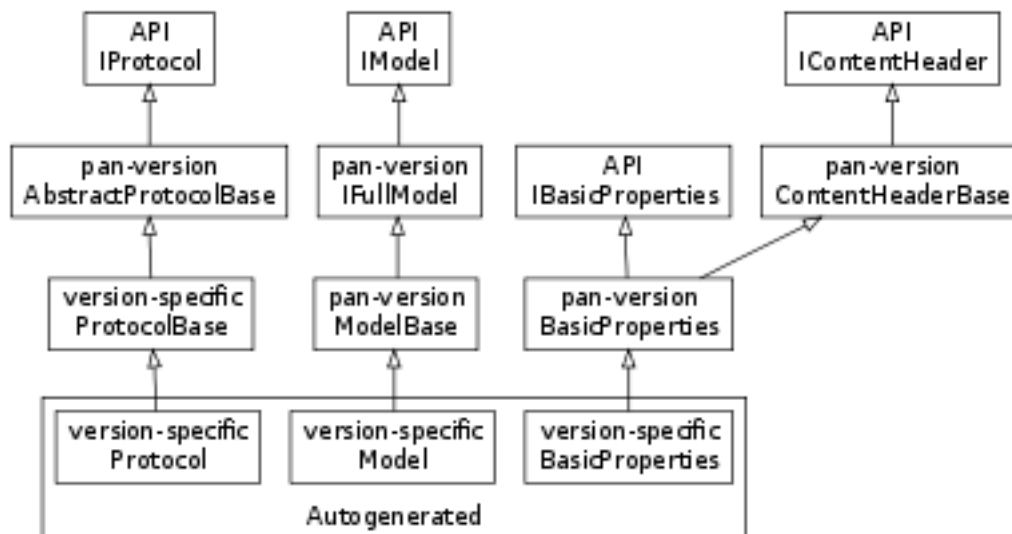 API
IProtocol
API
IModel
API
IContentHeader
pan-version
AbstractProtocolBase
pan-version
IFullModel
API
IBasicProperties
pan-version
ContentHeaderBase
version-specific
ProtocolBase
pan-version
ModelBase
pan-version
BasicProperties
version-specific
Protocol
version-specific
Model
version-specific
BasicProperties
Autogenerated